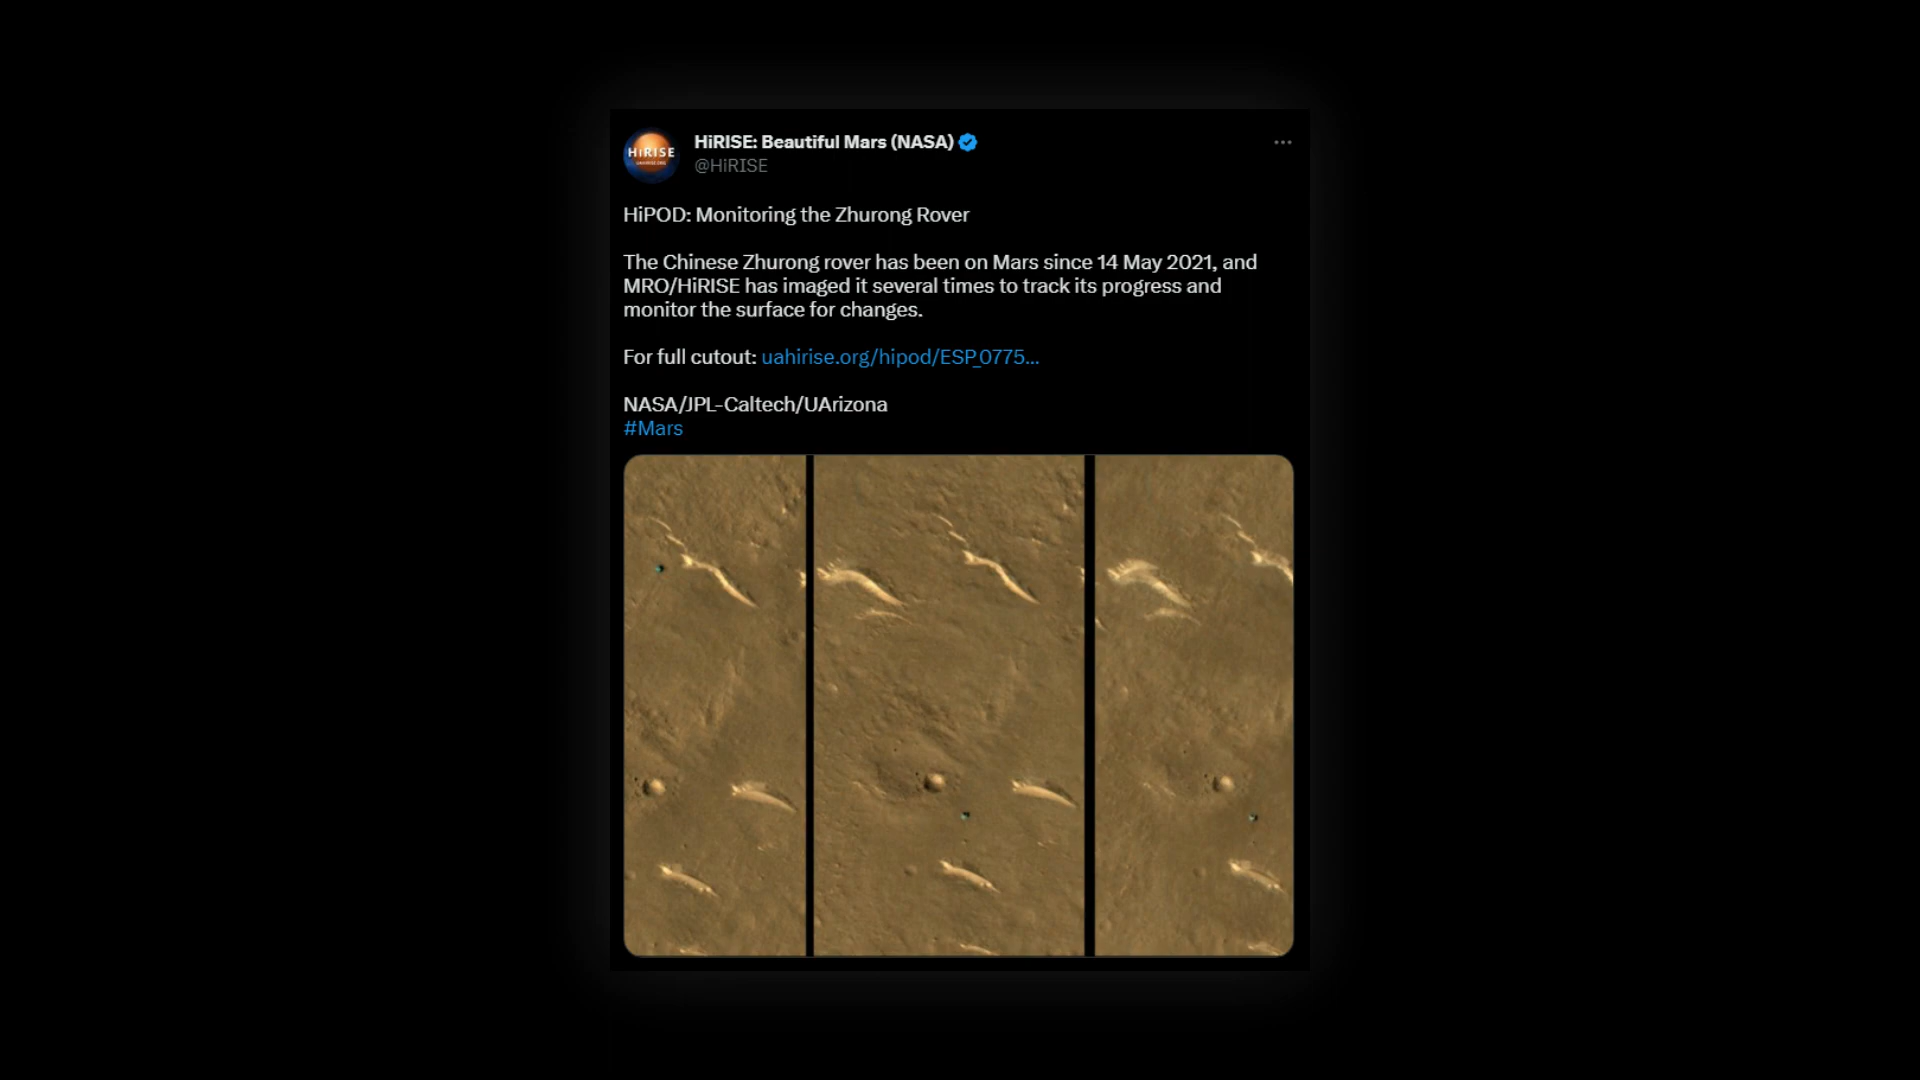 HiRISE: Beautiful Mars (NASA)
@HiRISE
HiRISE
HiPOD: Monitoring the Zhurong Rover
The Chinese Zhurong rover has been on Mars since 14 May 2021, and
MRO/HiRISE has imaged it several times to track its progress and
monitor the surface for changes.
For full cutout: uahirise.org/hipod/ESP_0775...
NASA/JPL-Caltech/UArizona
#Mars